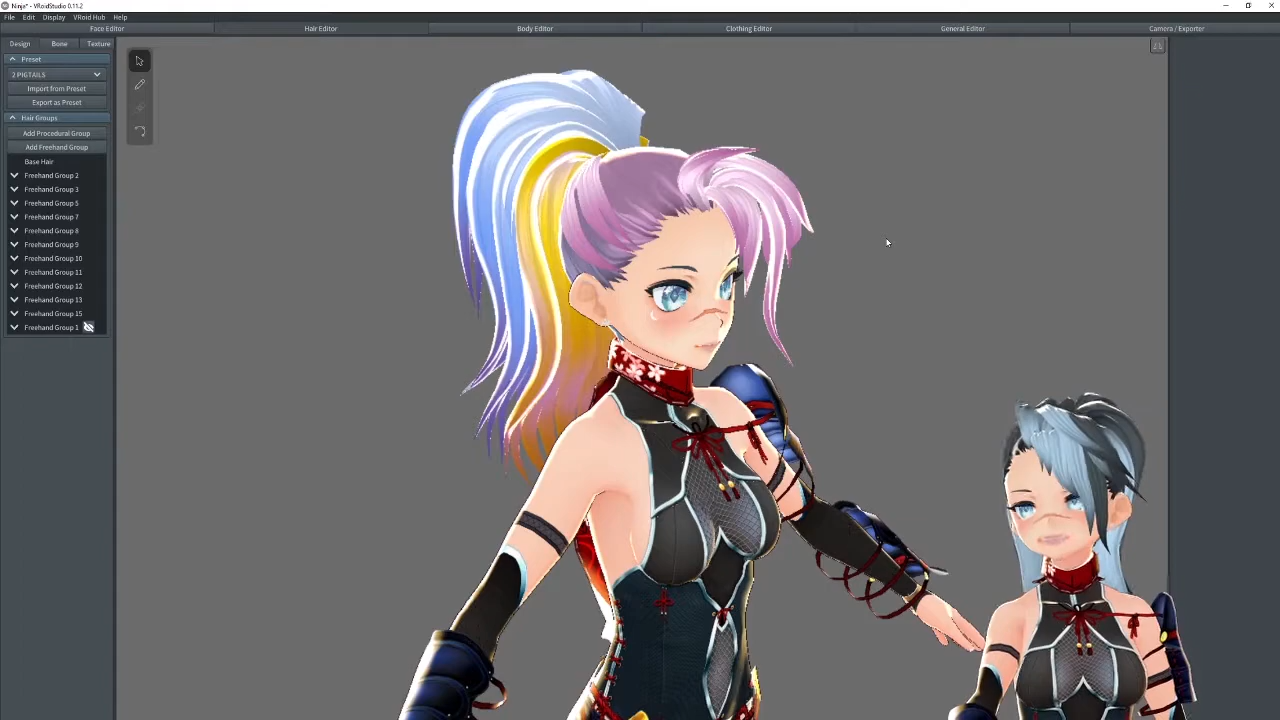 Ninja* - VRoidStudio 0.11.2
File Edit Display VRoid Hub Help
Face Editor Hair Editor Body Editor Clothing Editor General Editor Camera / Exporter
Design Bone Texture
Preset
2 PIGTAILS
Import from Preset
Export as Preset
Hair Groups
Add Procedural Group
Add Freehand Group
Base Hair
Freehand Group 2
Freehand Group 3
Freehand Group 5
Freehand Group 7
Freehand Group 8
Freehand Group 9
Freehand Group 10
Freehand Group 11
Freehand Group 12
Freehand Group 13
Freehand Group 15
Freehand Group 1